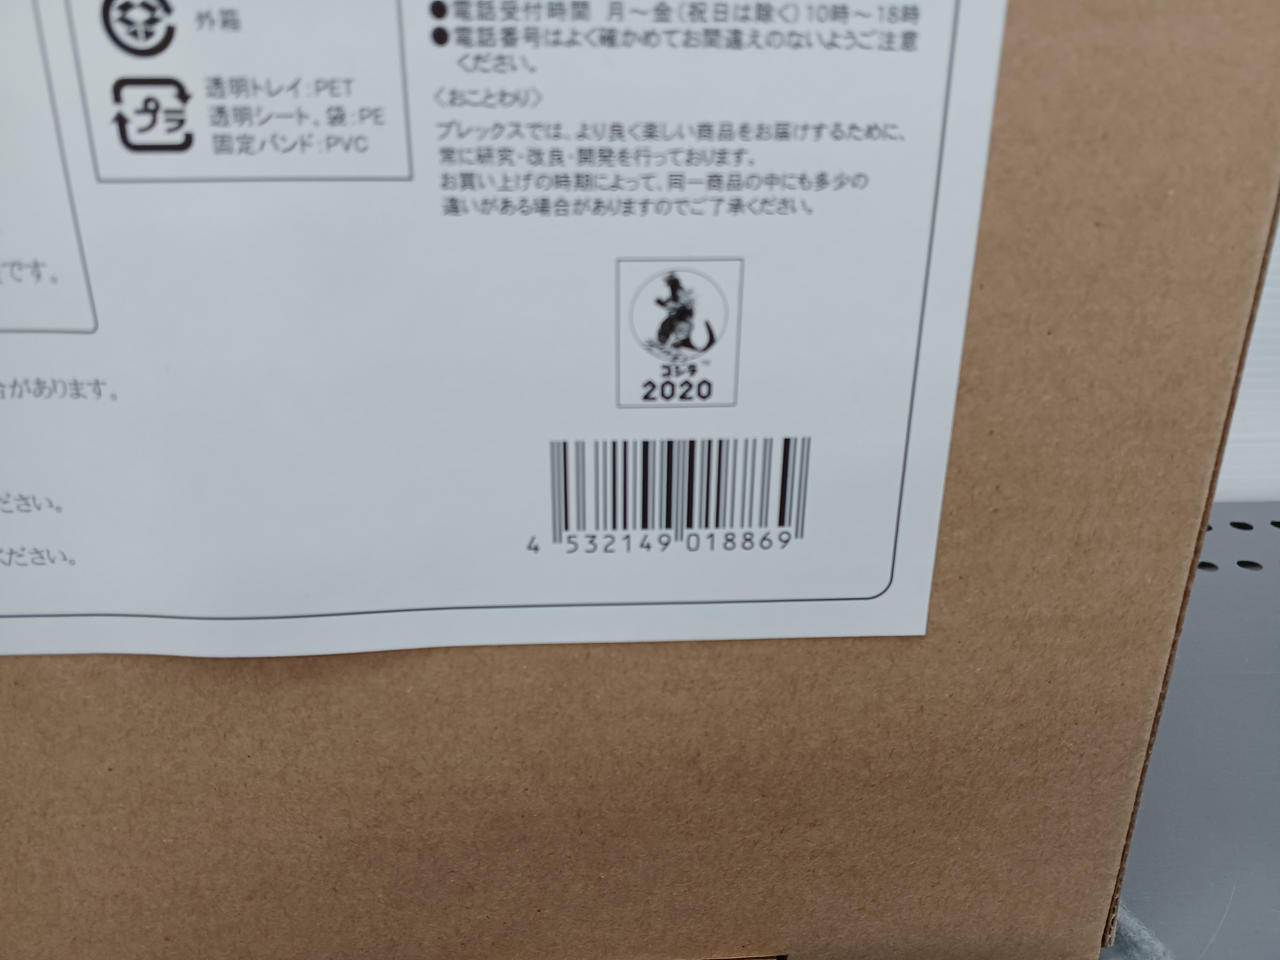 外箱
プラ
透明トレイ:PET
透明シート、袋:PE
固定バンド:PVC
です。
があります。
ださい。
ください。
●電話受付時間 月～金(祝日は除く)10時～18時
●電話番号はよく確かめてお間違えのないようご注意
ください。
〈おことわり〉
プレックスでは、より良く楽しい商品をお届けするために、
常に研究・改良・開発を行っております。
お買い上げの時期によって、同一商品の中にも多少の
違いがある場合がありますのでご了承ください。
ゴジラ™
2020
4 532149 018869